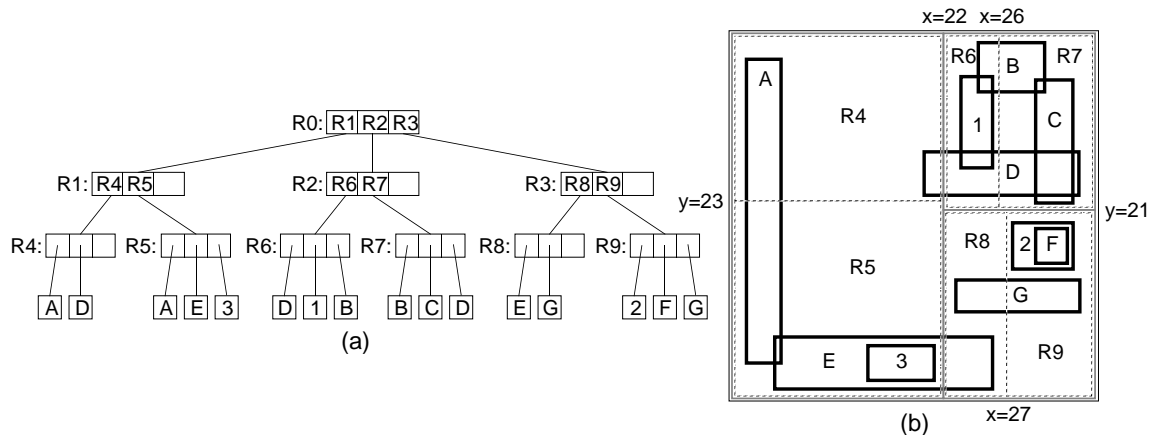 R0: R1 R2 R3
R1: R4 R5
R2: R6 R7
R3: R8 R9
R4:
R5:
R6:
R7:
R8:
R9:
A D
A E 3
D 1 B
B C D
E G
2 F G
(a)
x=22 x=26
A
R4
R6
B
R7
1
C
D
y=23
y=21
R5
R8
2
F
G
E
3
R9
x=27
(b)